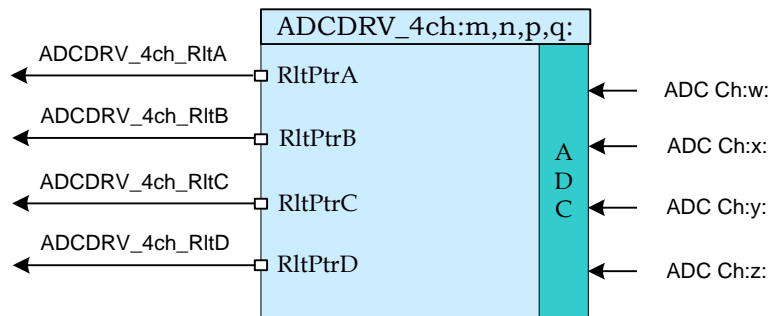 ADCDRV_4ch:m,n,p,q:
ADCDRV_4ch_RltA
RltPtrA
ADC Ch:w:
ADCDRV_4ch_RltB
RltPtrB
ADC Ch:x:
A
D
C
ADCDRV_4ch_RltC
RltPtrC
ADC Ch:y:
ADCDRV_4ch_RltD
RltPtrD
ADC Ch:z: